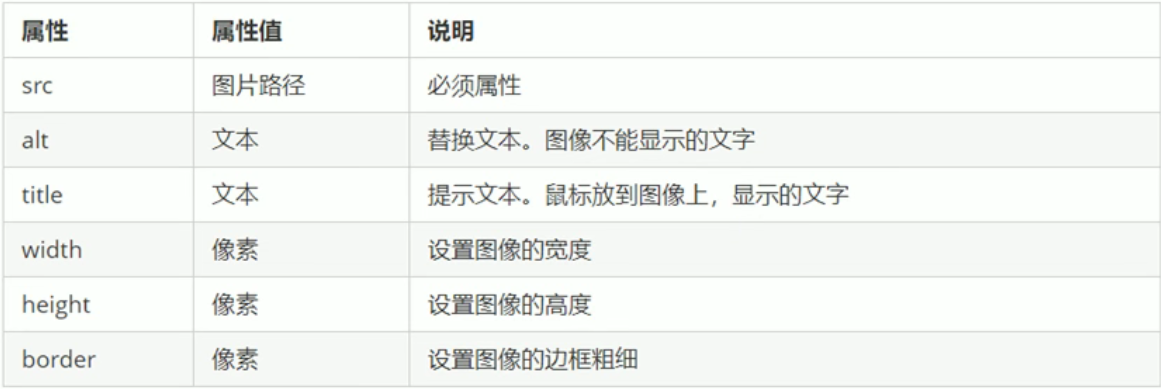 属性 属性值 说明
src 图片路径 必须属性
alt 文本 替换文本。图像不能显示的文字
title 文本 提示文本。鼠标放到图像上，显示的文字
width 像素 设置图像的宽度
height 像素 设置图像的高度
border 像素 设置图像的边框粗细